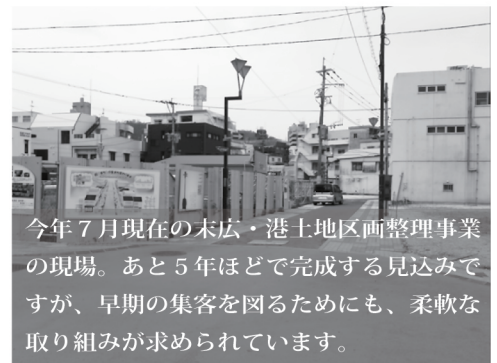 今年７月現在の末広・港土地区画整理事業
の現場。あと５年ほどで完成する見込みで
すが、早期の集客を図るためにも、柔軟な
取り組みが求められています。